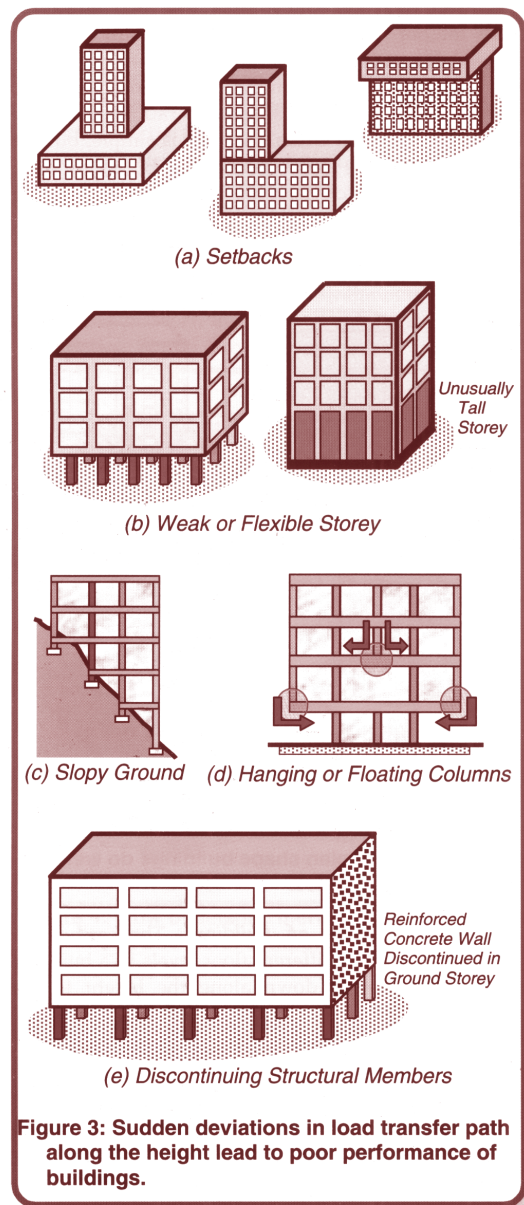 (a) Setbacks
Unusually
Tall
Storey
(b) Weak or Flexible Storey
(c) Slopy Ground
(d) Hanging or Floating Columns
Reinforced
Concrete Wall
Discontinued in
Ground Storey
(e) Discontinuing Structural Members
Figure 3: Sudden deviations in load transfer path
along the height lead to poor performance of
buildings.